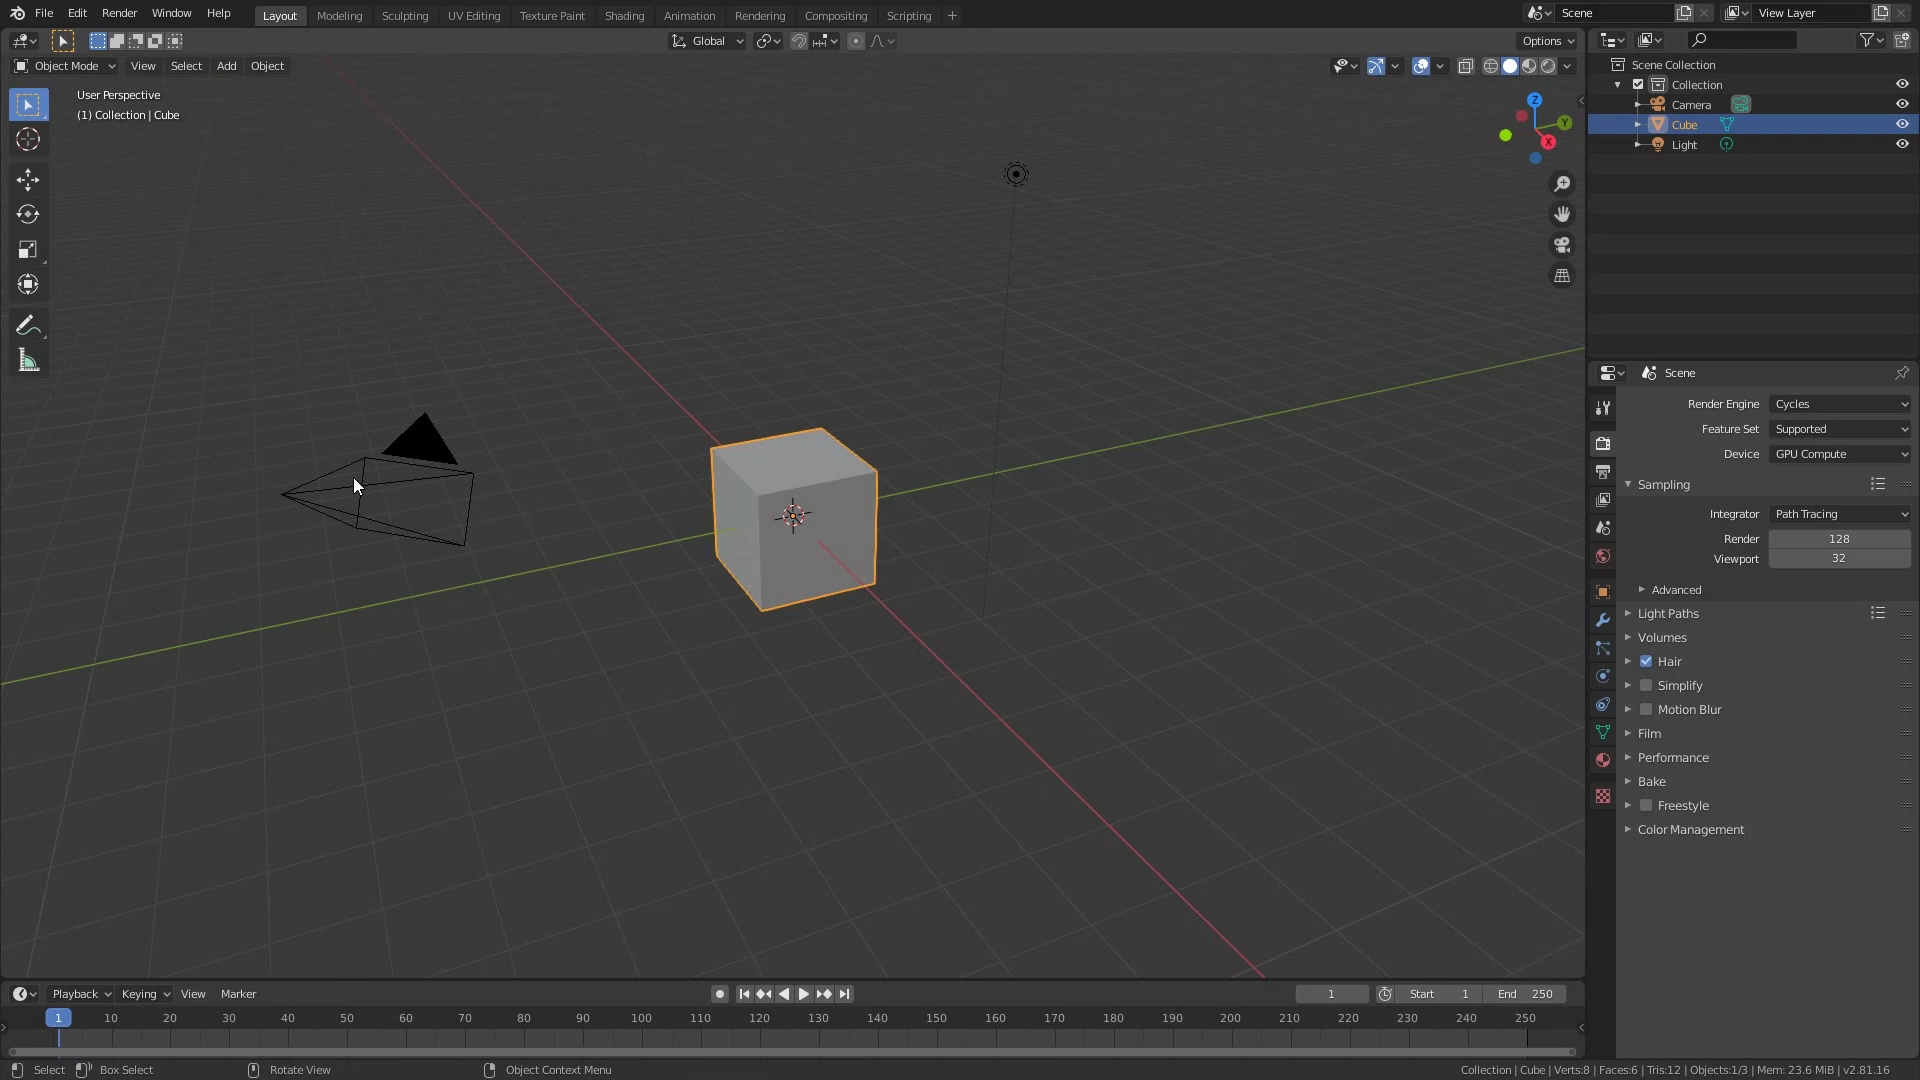 File Edit Render Window Help Layout Modeling Sculpting UV Editing Texture Paint Shading Animation Rendering Compositing Scripting + Scene View Layer
Global Options
Object Mode View Select Add Object
User Perspective
(1) Collection | Cube
Z
Y
X
Scene Collection
Collection
Camera
Cube
Light
Scene
Render Engine Cycles
Feature Set Supported
Device GPU Compute
Sampling
Integrator Path Tracing
Render 128
Viewport 32
Advanced
Light Paths
Volumes
Hair
Simplify
Motion Blur
Film
Performance
Bake
Freestyle
Color Management
Playback Keying View Marker 1 Start 1 End 250
1 10 20 30 40 50 60 70 80 90 100 110 120 130 140 150 160 170 180 190 200 210 220 230 240 250
Select Box Select Rotate View Object Context Menu Collection | Cube | Verts:8 | Faces:6 | Tris:12 | Objects:1/3 | Mem: 23.6 MiB | v2.81.16